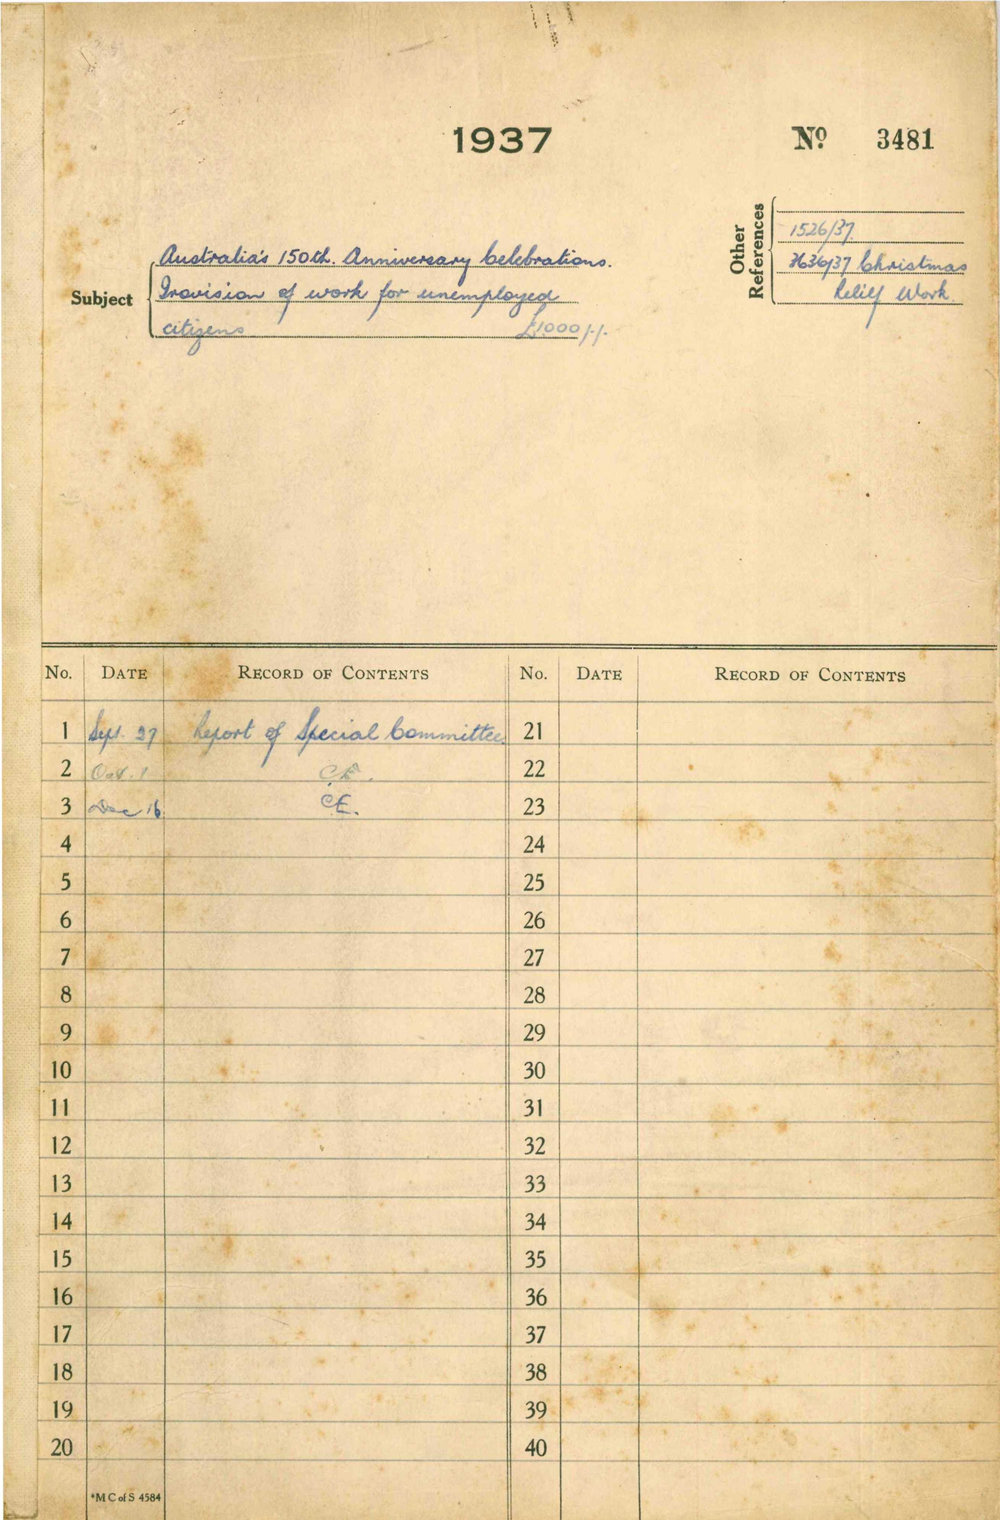 1937
Nº 3481
Other References
1526/37
3636/37 Christmas
Relief Work
Subject
Australia's 150th. Anniversary Celebrations.
Provision of work for unemployed
citizens £1000/-/-
No. DATE RECORD OF CONTENTS No. DATE RECORD OF CONTENTS
1 Sept. 27 Report of Special Committee. 21
2 Oct. 1 C.E. 22
3 Dec 16 C.E. 23
4 24
5 25
6 26
7 27
8 28
9 29
10 30
11 31
12 32
13 33
14 34
15 35
16 36
17 37
18 38
19 39
20 40
*M C of S 4584